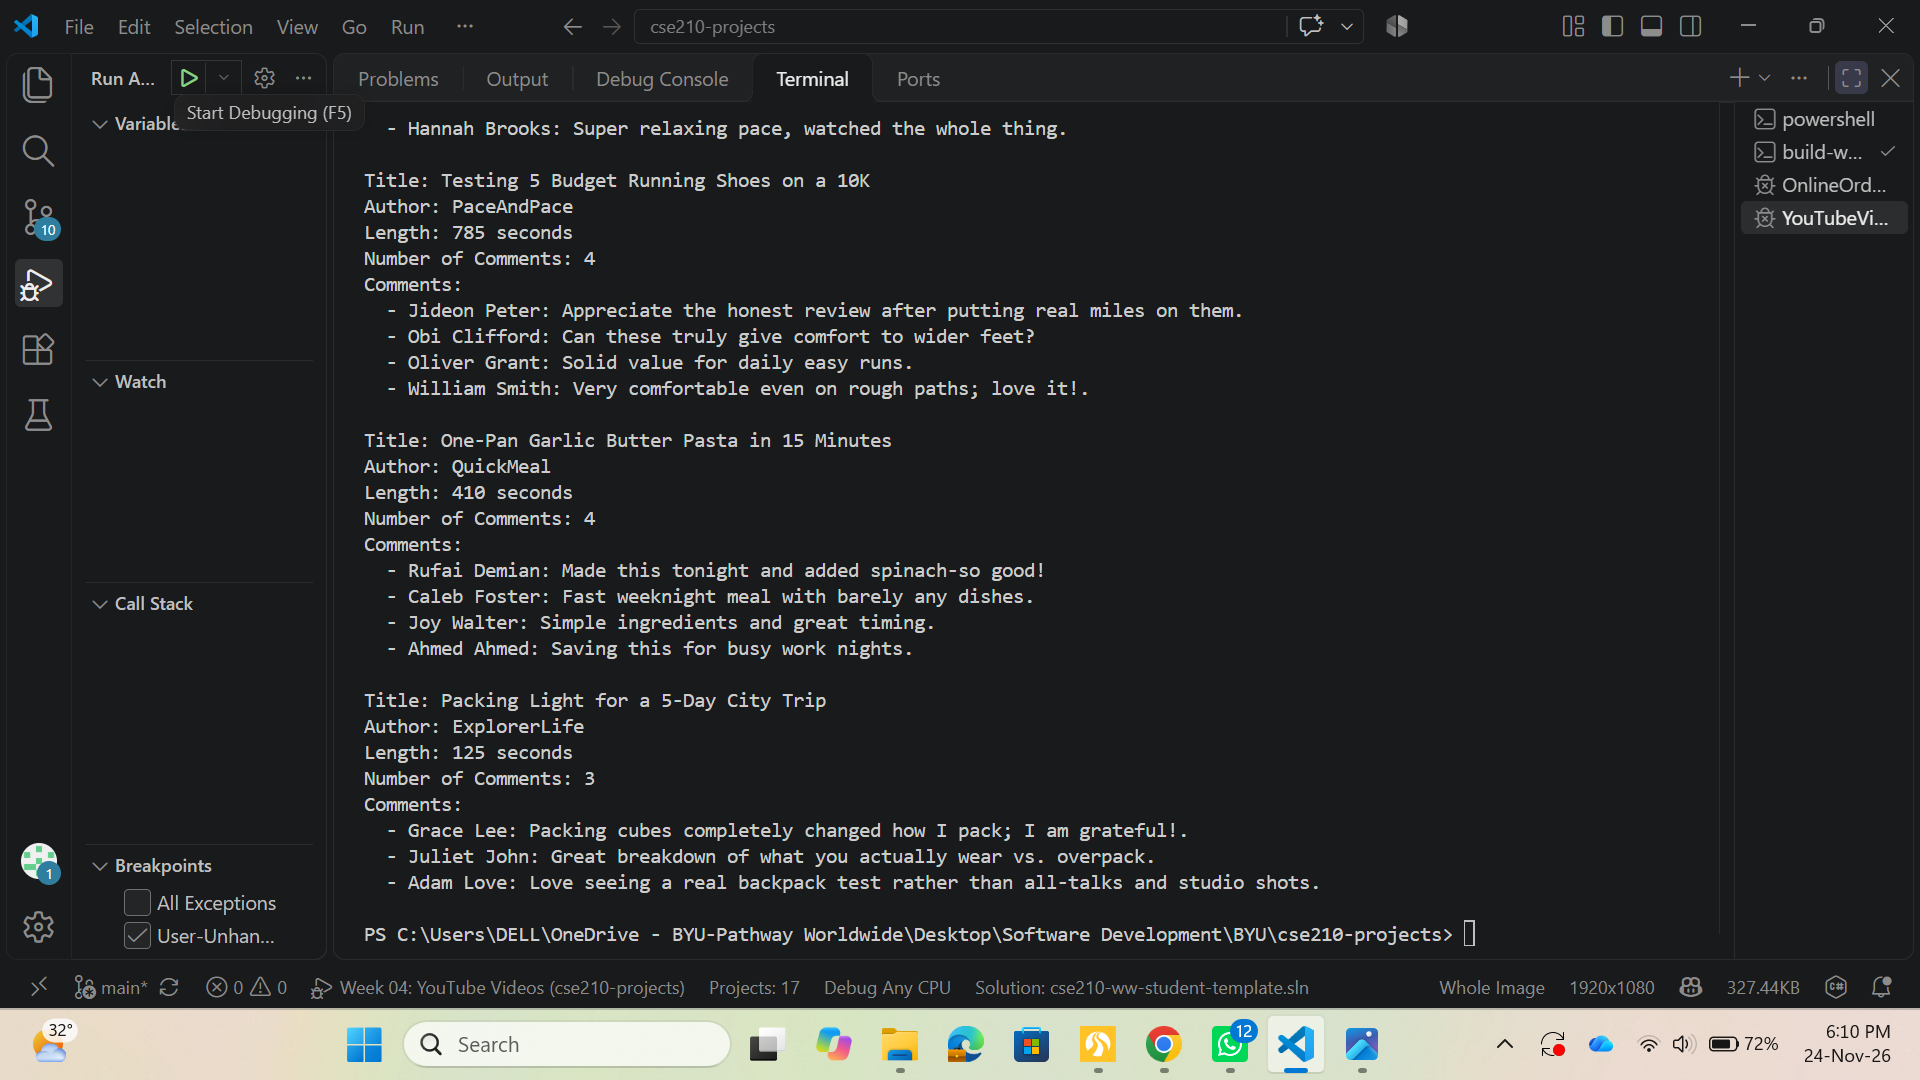 File Edit Selection View Go Run ··· cse210-projects
Run A... Problems Output Debug Console Terminal Ports
Start Debugging (F5)
Variable
Watch
Call Stack
Breakpoints
All Exceptions
User-Unhan...
10
1
- Hannah Brooks: Super relaxing pace, watched the whole thing.
Title: Testing 5 Budget Running Shoes on a 10K
Author: PaceAndPace
Length: 785 seconds
Number of Comments: 4
Comments:
- Jideon Peter: Appreciate the honest review after putting real miles on them.
- Obi Clifford: Can these truly give comfort to wider feet?
- Oliver Grant: Solid value for daily easy runs.
- William Smith: Very comfortable even on rough paths; love it!.
Title: One-Pan Garlic Butter Pasta in 15 Minutes
Author: QuickMeal
Length: 410 seconds
Number of Comments: 4
Comments:
- Rufai Demian: Made this tonight and added spinach-so good!
- Caleb Foster: Fast weeknight meal with barely any dishes.
- Joy Walter: Simple ingredients and great timing.
- Ahmed Ahmed: Saving this for busy work nights.
Title: Packing Light for a 5-Day City Trip
Author: ExplorerLife
Length: 125 seconds
Number of Comments: 3
Comments:
- Grace Lee: Packing cubes completely changed how I pack; I am grateful!.
- Juliet John: Great breakdown of what you actually wear vs. overpack.
- Adam Love: Love seeing a real backpack test rather than all-talks and studio shots.
PS C:\Users\DELL\OneDrive - BYU-Pathway Worldwide\Desktop\Software Development\BYU\cse210-projects>
powershell
build-w...
OnlineOrd...
YouTubeVi...
main* 0 0 Week 04: YouTube Videos (cse210-projects) Projects: 17 Debug Any CPU Solution: cse210-ww-student-template.sln Whole Image 1920x1080 327.44KB C#
32° Search 12 72% 6:10 PM
24-Nov-26